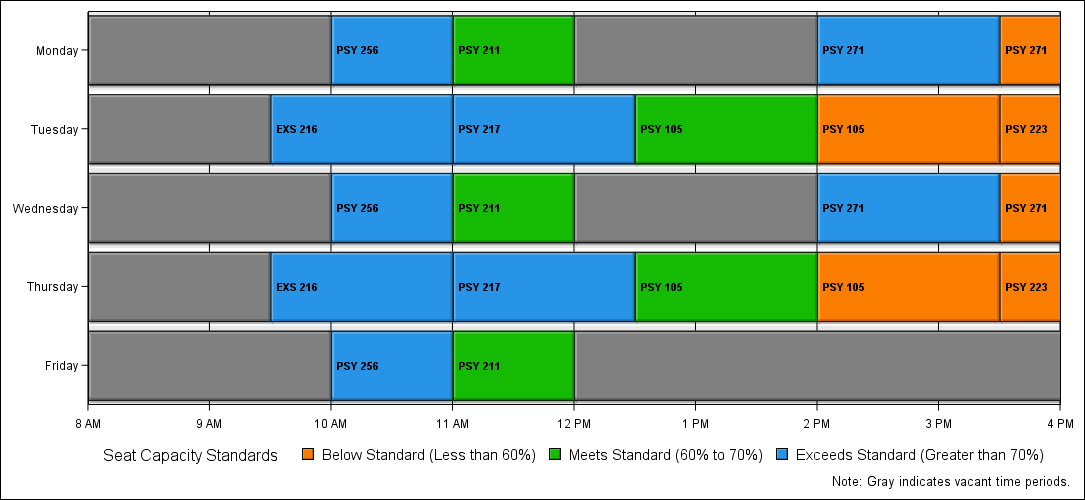 Monday PSY 256 PSY 211 PSY 271 PSY 271
Tuesday EXS 216 PSY 217 PSY 105 PSY 105 PSY 223
Wednesday PSY 256 PSY 211 PSY 271 PSY 271
Thursday EXS 216 PSY 217 PSY 105 PSY 105 PSY 223
Friday PSY 256 PSY 211
8 AM 9 AM 10 AM 11 AM 12 PM 1 PM 2 PM 3 PM 4 PM
Seat Capacity Standards Below Standard (Less than 60%) Meets Standard (60% to 70%) Exceeds Standard (Greater than 70%)
Note: Gray indicates vacant time periods.